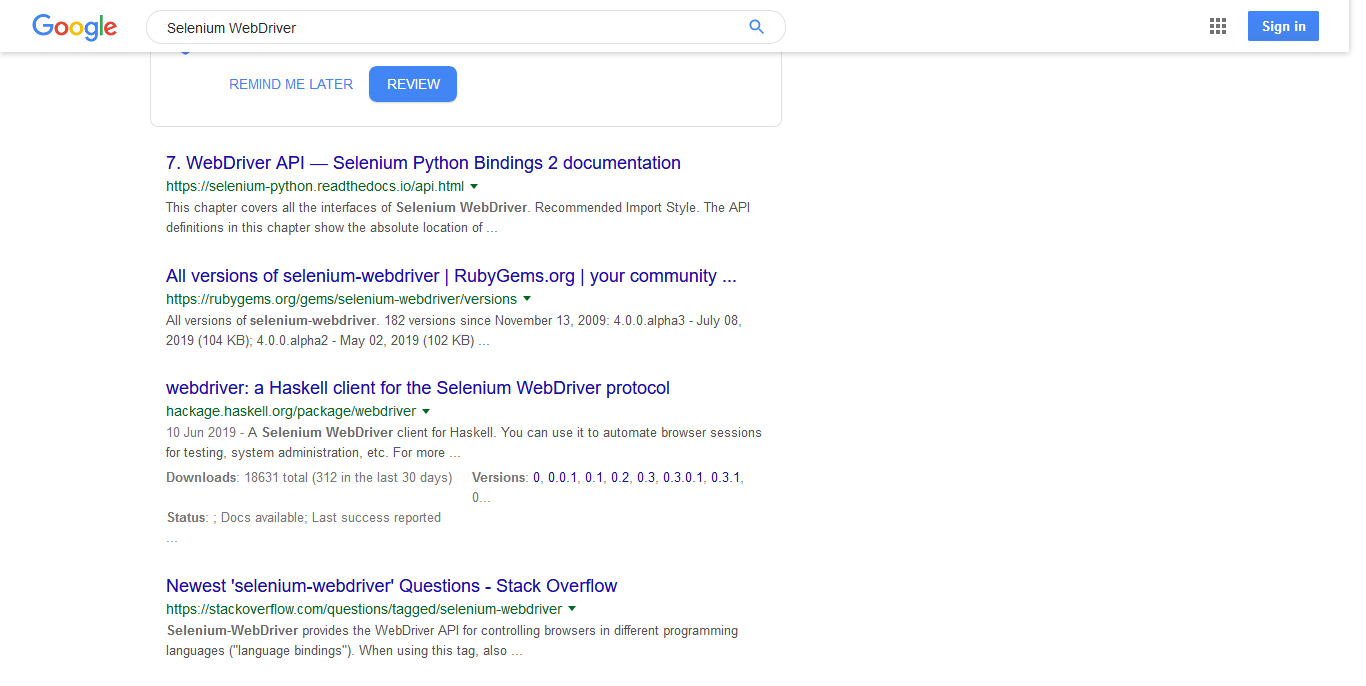 Google
Selenium WebDriver
Sign in
REMIND ME LATER REVIEW
7. WebDriver API — Selenium Python Bindings 2 documentation
https://selenium-python.readthedocs.io/api.html
This chapter covers all the interfaces of Selenium WebDriver. Recommended Import Style. The API
definitions in this chapter show the absolute location of ...
All versions of selenium-webdriver | RubyGems.org | your community ...
https://rubygems.org/gems/selenium-webdriver/versions
All versions of selenium-webdriver. 182 versions since November 13, 2009: 4.0.0.alpha3 - July 08,
2019 (104 KB); 4.0.0.alpha2 - May 02, 2019 (102 KB) ...
webdriver: a Haskell client for the Selenium WebDriver protocol
hackage.haskell.org/package/webdriver
10 Jun 2019 - A Selenium WebDriver client for Haskell. You can use it to automate browser sessions
for testing, system administration, etc. For more ...
Downloads: 18631 total (312 in the last 30 days) Versions: 0, 0.0.1, 0.1, 0.2, 0.3, 0.3.0.1, 0.3.1,
0...
Status: ; Docs available; Last success reported
...
Newest 'selenium-webdriver' Questions - Stack Overflow
https://stackoverflow.com/questions/tagged/selenium-webdriver
Selenium-WebDriver provides the WebDriver API for controlling browsers in different programming
languages ("language bindings"). When using this tag, also ...